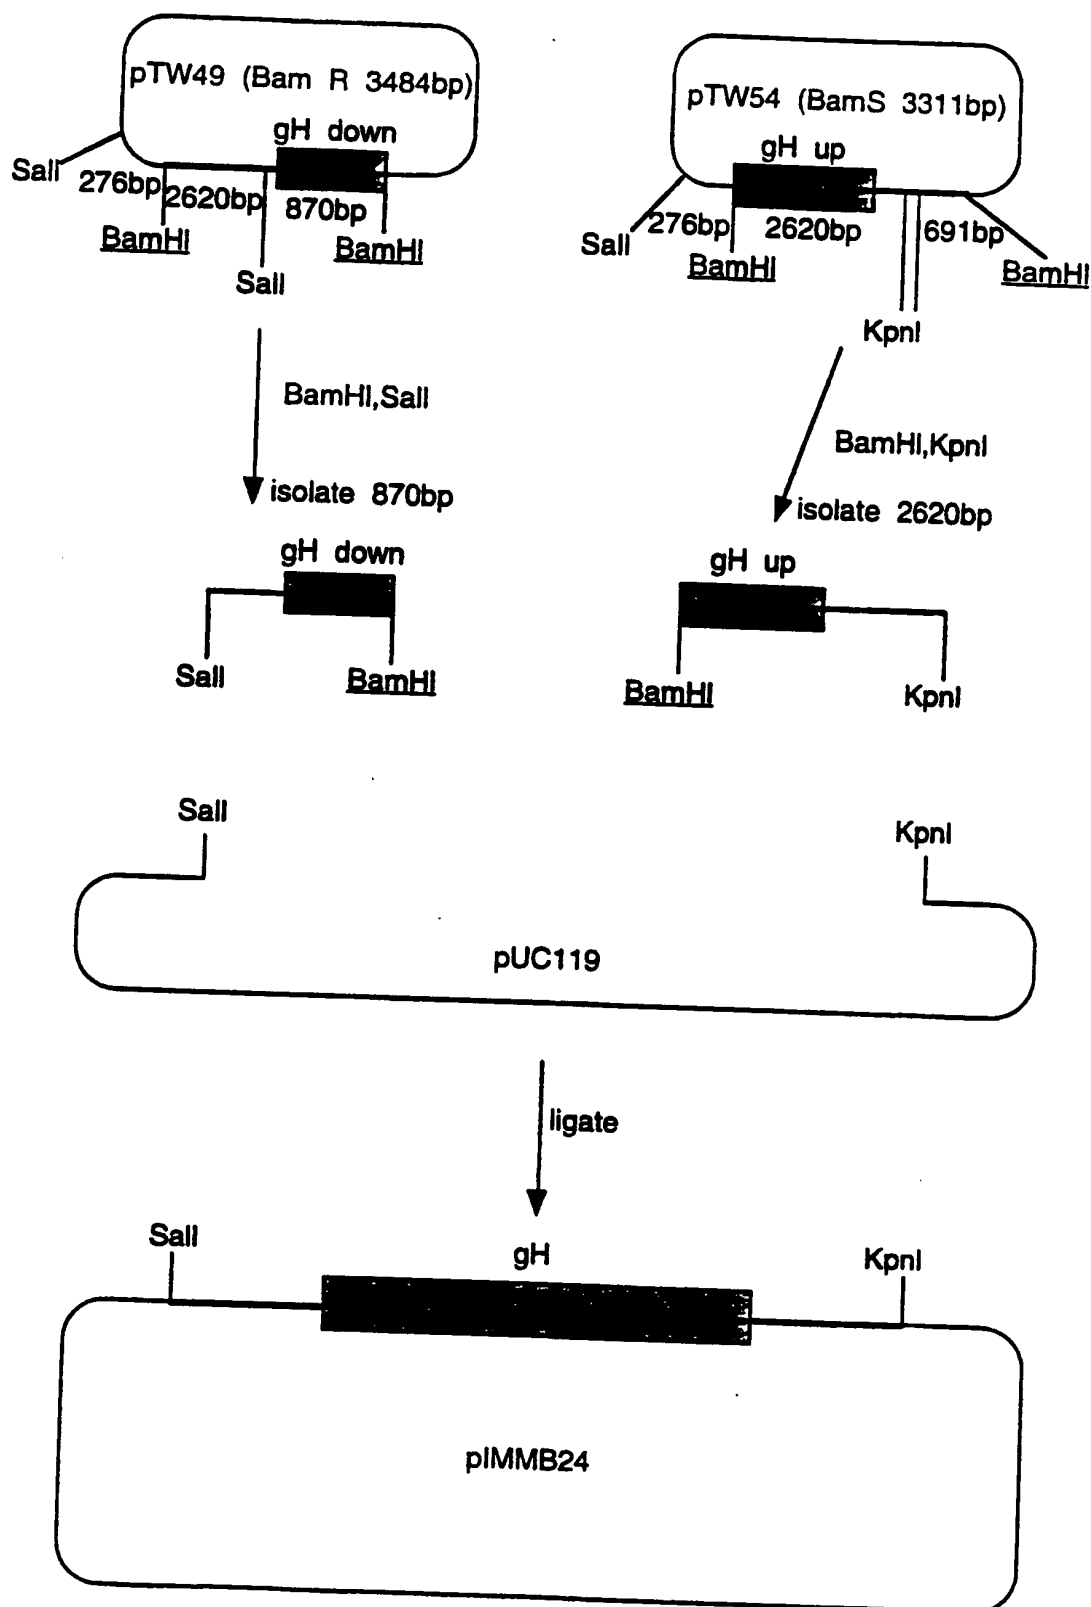 pTW49 (Bam R 3484bp)
gH down
SalI
276bp
2620bp
870bp
BamHI
BamHI
SalI
pTW54 (BamS 3311bp)
gH up
SalI
276bp
2620bp
691bp
BamHI
BamHI
KpnI
BamHI,SalI
isolate 870bp
BamHI,KpnI
isolate 2620bp
gH down
SalI
BamHI
gH up
BamHI
KpnI
SalI
KpnI
pUC119
ligate
SalI
gH
KpnI
pIMMB24